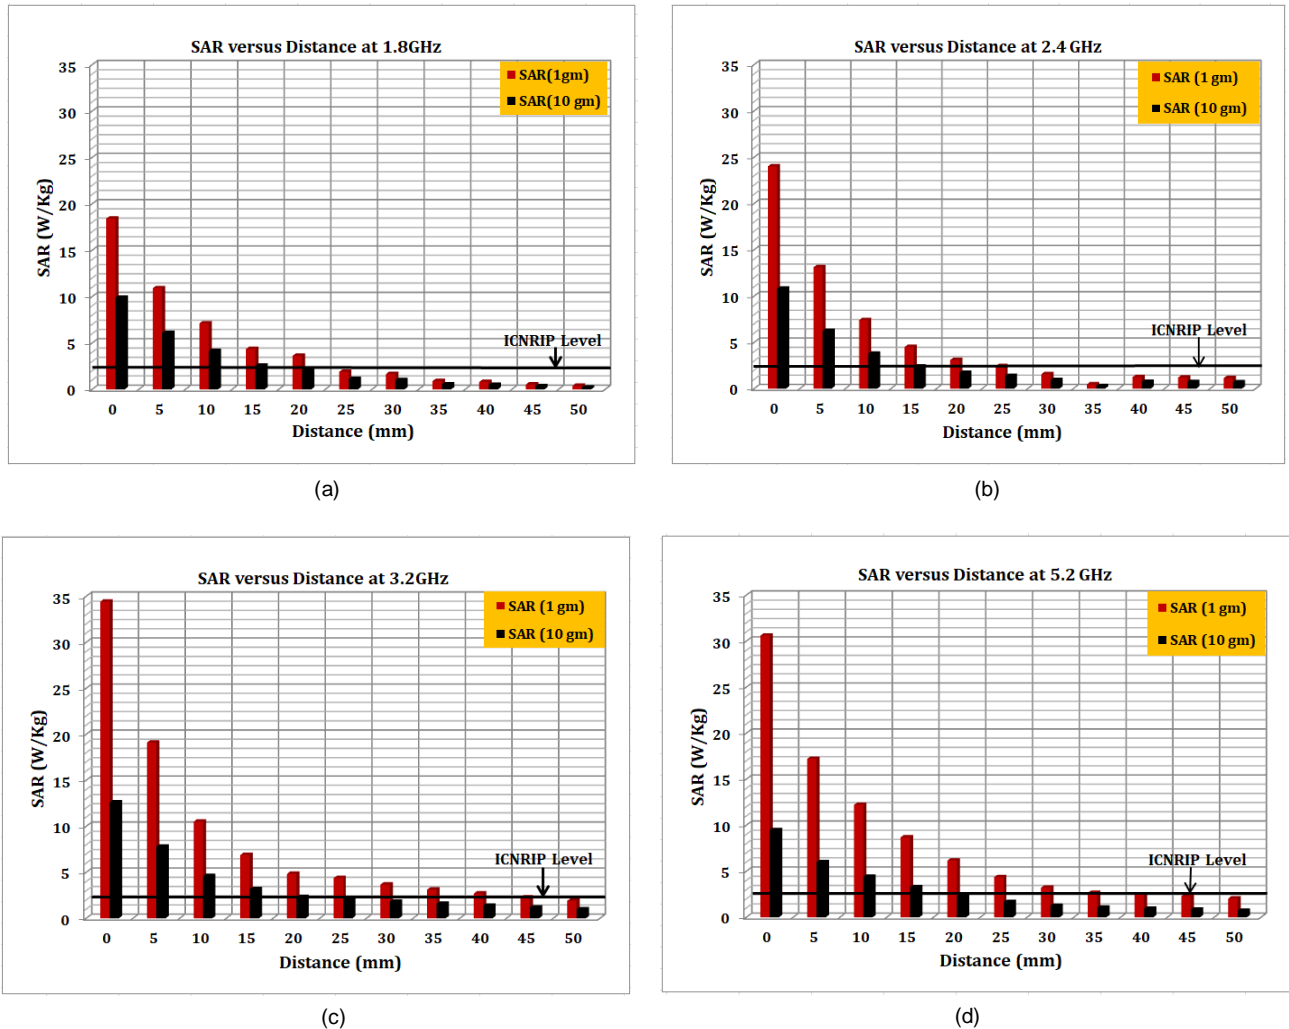 SAR versus Distance at 1.8GHz
SAR(1gm)
SAR(10 gm)
SAR (W/Kg)
35
30
25
20
15
10
5
0
ICNRIP Level
0 5 10 15 20 25 30 35 40 45 50
Distance (mm)
(a)
SAR versus Distance at 2.4 GHz
SAR (1 gm)
SAR (10 gm)
SAR (W/Kg)
35
30
25
20
15
10
5
0
ICNRIP Level
0 5 10 15 20 25 30 35 40 45 50
Distance (mm)
(b)
SAR versus Distance at 3.2GHz
SAR (1 gm)
SAR (10 gm)
SAR (W/Kg)
35
30
25
20
15
10
5
0
ICNRIP Level
0 5 10 15 20 25 30 35 40 45 50
Distance (mm)
(c)
SAR versus Distance at 5.2 GHz
SAR (1 gm)
SAR (10 gm)
SAR (W/Kg)
35
30
25
20
15
10
5
0
ICNRIP Level
0 5 10 15 20 25 30 35 40 45 50
Distance (mm)
(d)